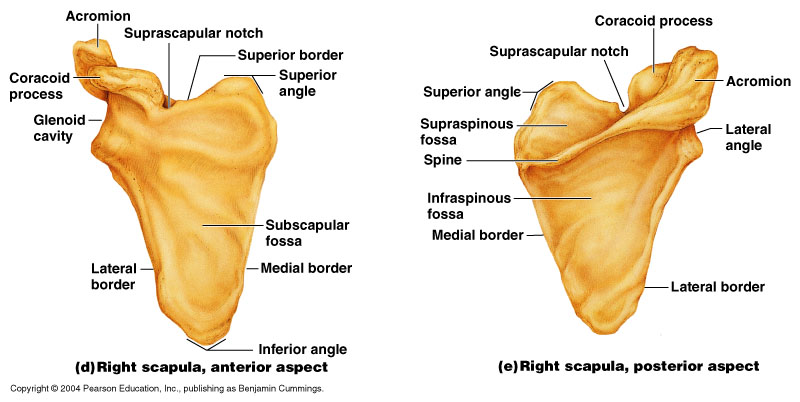 Acromion
Suprascapular notch
Superior border
Superior
angle
Coracoid
process
Glenoid
cavity
Subscapular
fossa
Lateral
border
Medial border
Inferior angle
(d) Right scapula, anterior aspect
Coracoid process
Suprascapular notch
Acromion
Superior angle
Supraspinous
fossa
Lateral
angle
Spine
Infraspinous
fossa
Medial border
Lateral border
(e) Right scapula, posterior aspect
Copyright © 2004 Pearson Education, Inc., publishing as Benjamin Cummings.